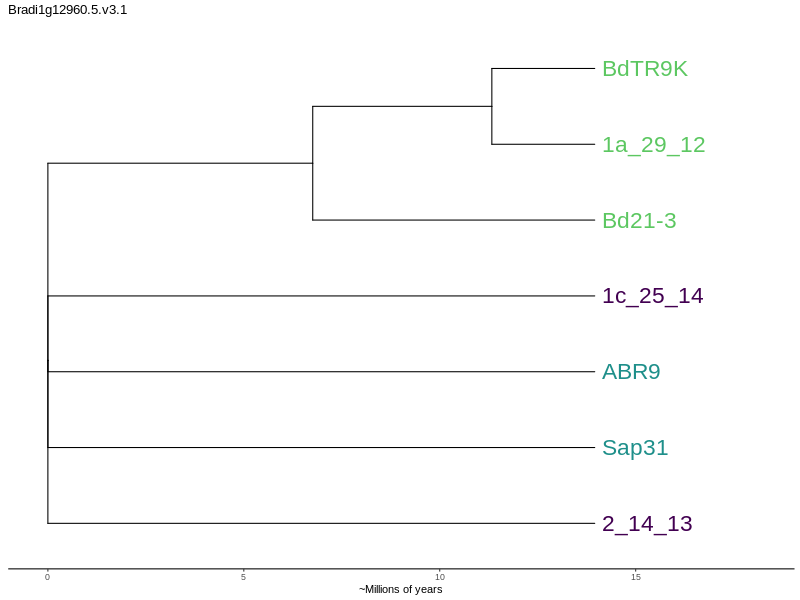 Bradi1g12960.5.v3.1
BdTR9K
1a_29_12
Bd21-3
1c_25_14
ABR9
Sap31
2_14_13
0 5 10 15
~Millions of years